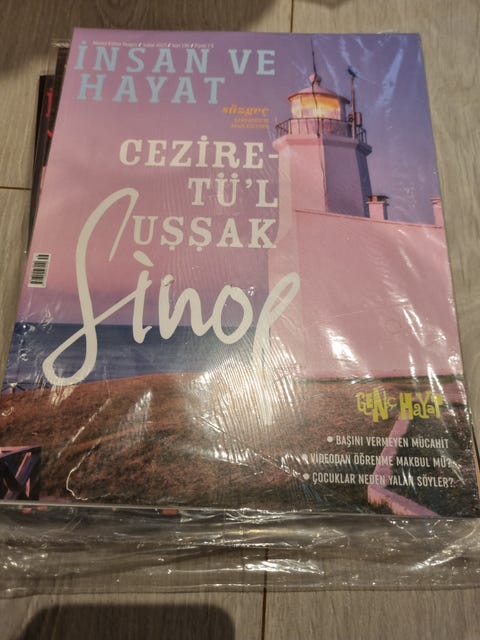 İNSAN VE
HAYAT
süzgeç
CEZİRE-
TÜ'L
UŞŞAK
Sinop
GENÇ HAYAT
BAŞINI VERMEYEN MÜCAHİT
VİDEODAN ÖĞRENME MAKBUL MÜ?
ÇOCUKLAR NEDEN YALAN SÖYLER?